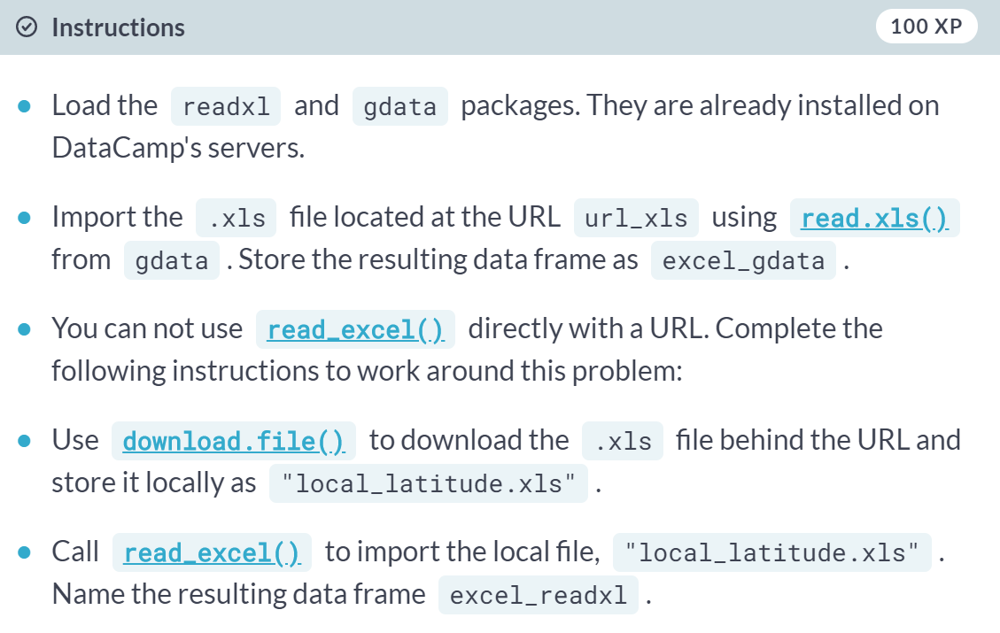 Instructions 100 XP
Load the readxl and gdata packages. They are already installed on
DataCamp's servers.
Import the .xls file located at the URL url_xls using read.xls()
from gdata . Store the resulting data frame as excel_gdata .
You can not use read_excel() directly with a URL. Complete the
following instructions to work around this problem:
Use download.file() to download the .xls file behind the URL and
store it locally as "local_latitude.xls" .
Call read_excel() to import the local file, "local_latitude.xls" .
Name the resulting data frame excel_readxl .